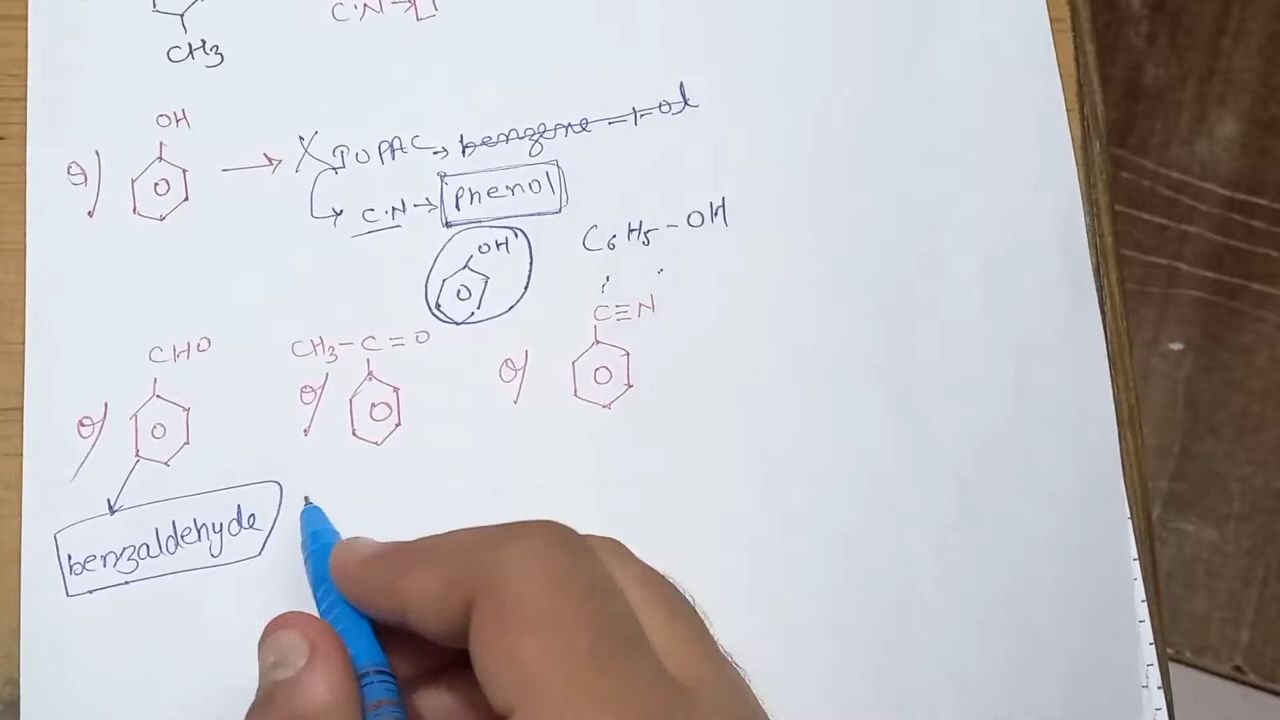 C.N →
CH3
OH
Q) → X IUPAC → benzene-1-ol
C.N → Phenol
OH
C6H5-OH
CHO
CH3-C=O
C≡N
Q)
Q)
Q)
benzaldehyde